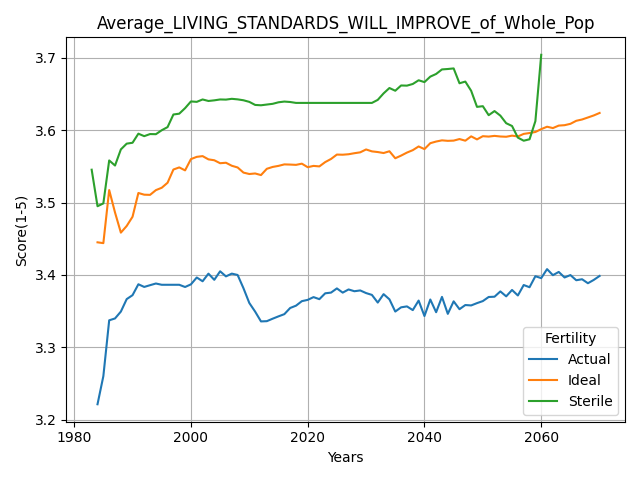 Average_LIVING_STANDARDS_WILL_IMPROVE_of_Whole_Pop
Score(1-5)
3.7
3.6
3.5
3.4
3.3
3.2
1980
2000
2020
2040
2060
Years
Fertility
Actual
Ideal
Sterile